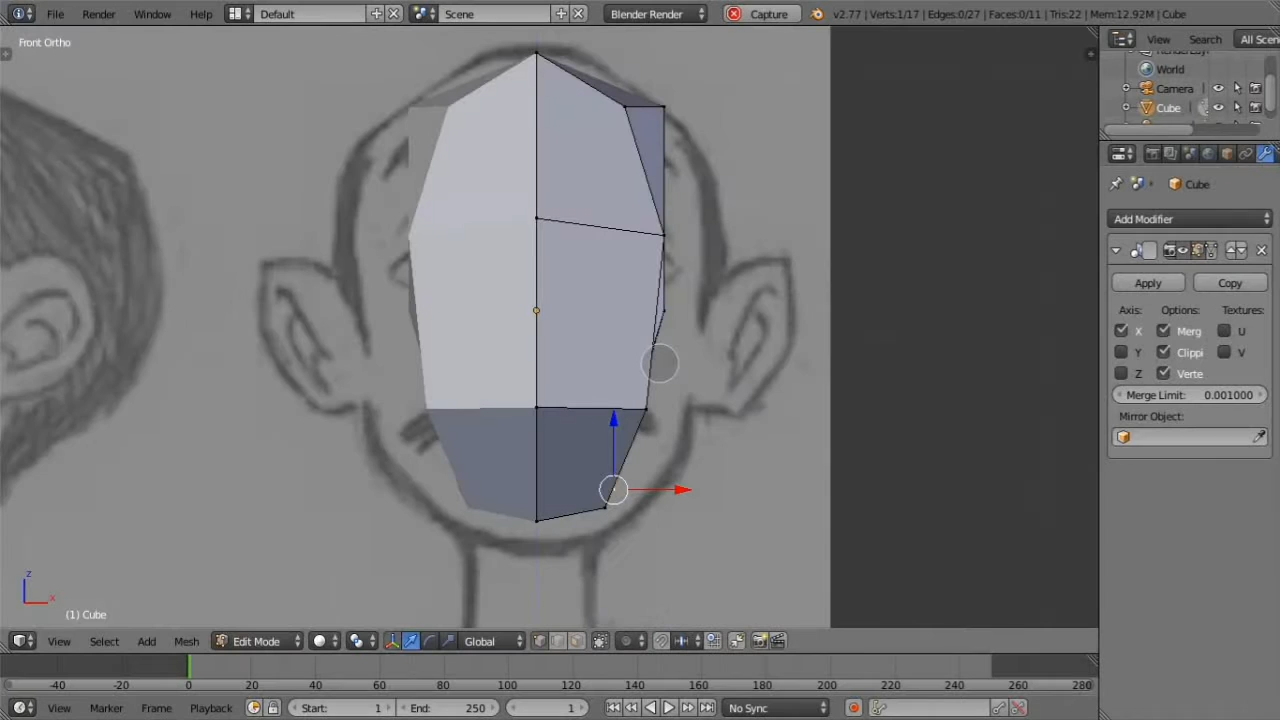 File Render Window Help Default Scene Blender Render Capture v2.77 | Verts:1/17 | Edges:0/27 | Faces:0/11 | Tris:22 | Mem:12.92M | Cube
Front Ortho
View Search All Scen
World
Camera
Cube
Cube
Add Modifier
Apply Copy
Axis: Options: Textures:
X Merg U
Y Clippi V
Z Verte
Merge Limit: 0.001000
Mirror Object:
z
x
(1) Cube
View Select Add Mesh Edit Mode Global
-40 -20 0 20 40 60 80 100 120 140 160 180 200 220 240 260 280
View Marker Frame Playback Start: 1 End: 250 1 No Sync